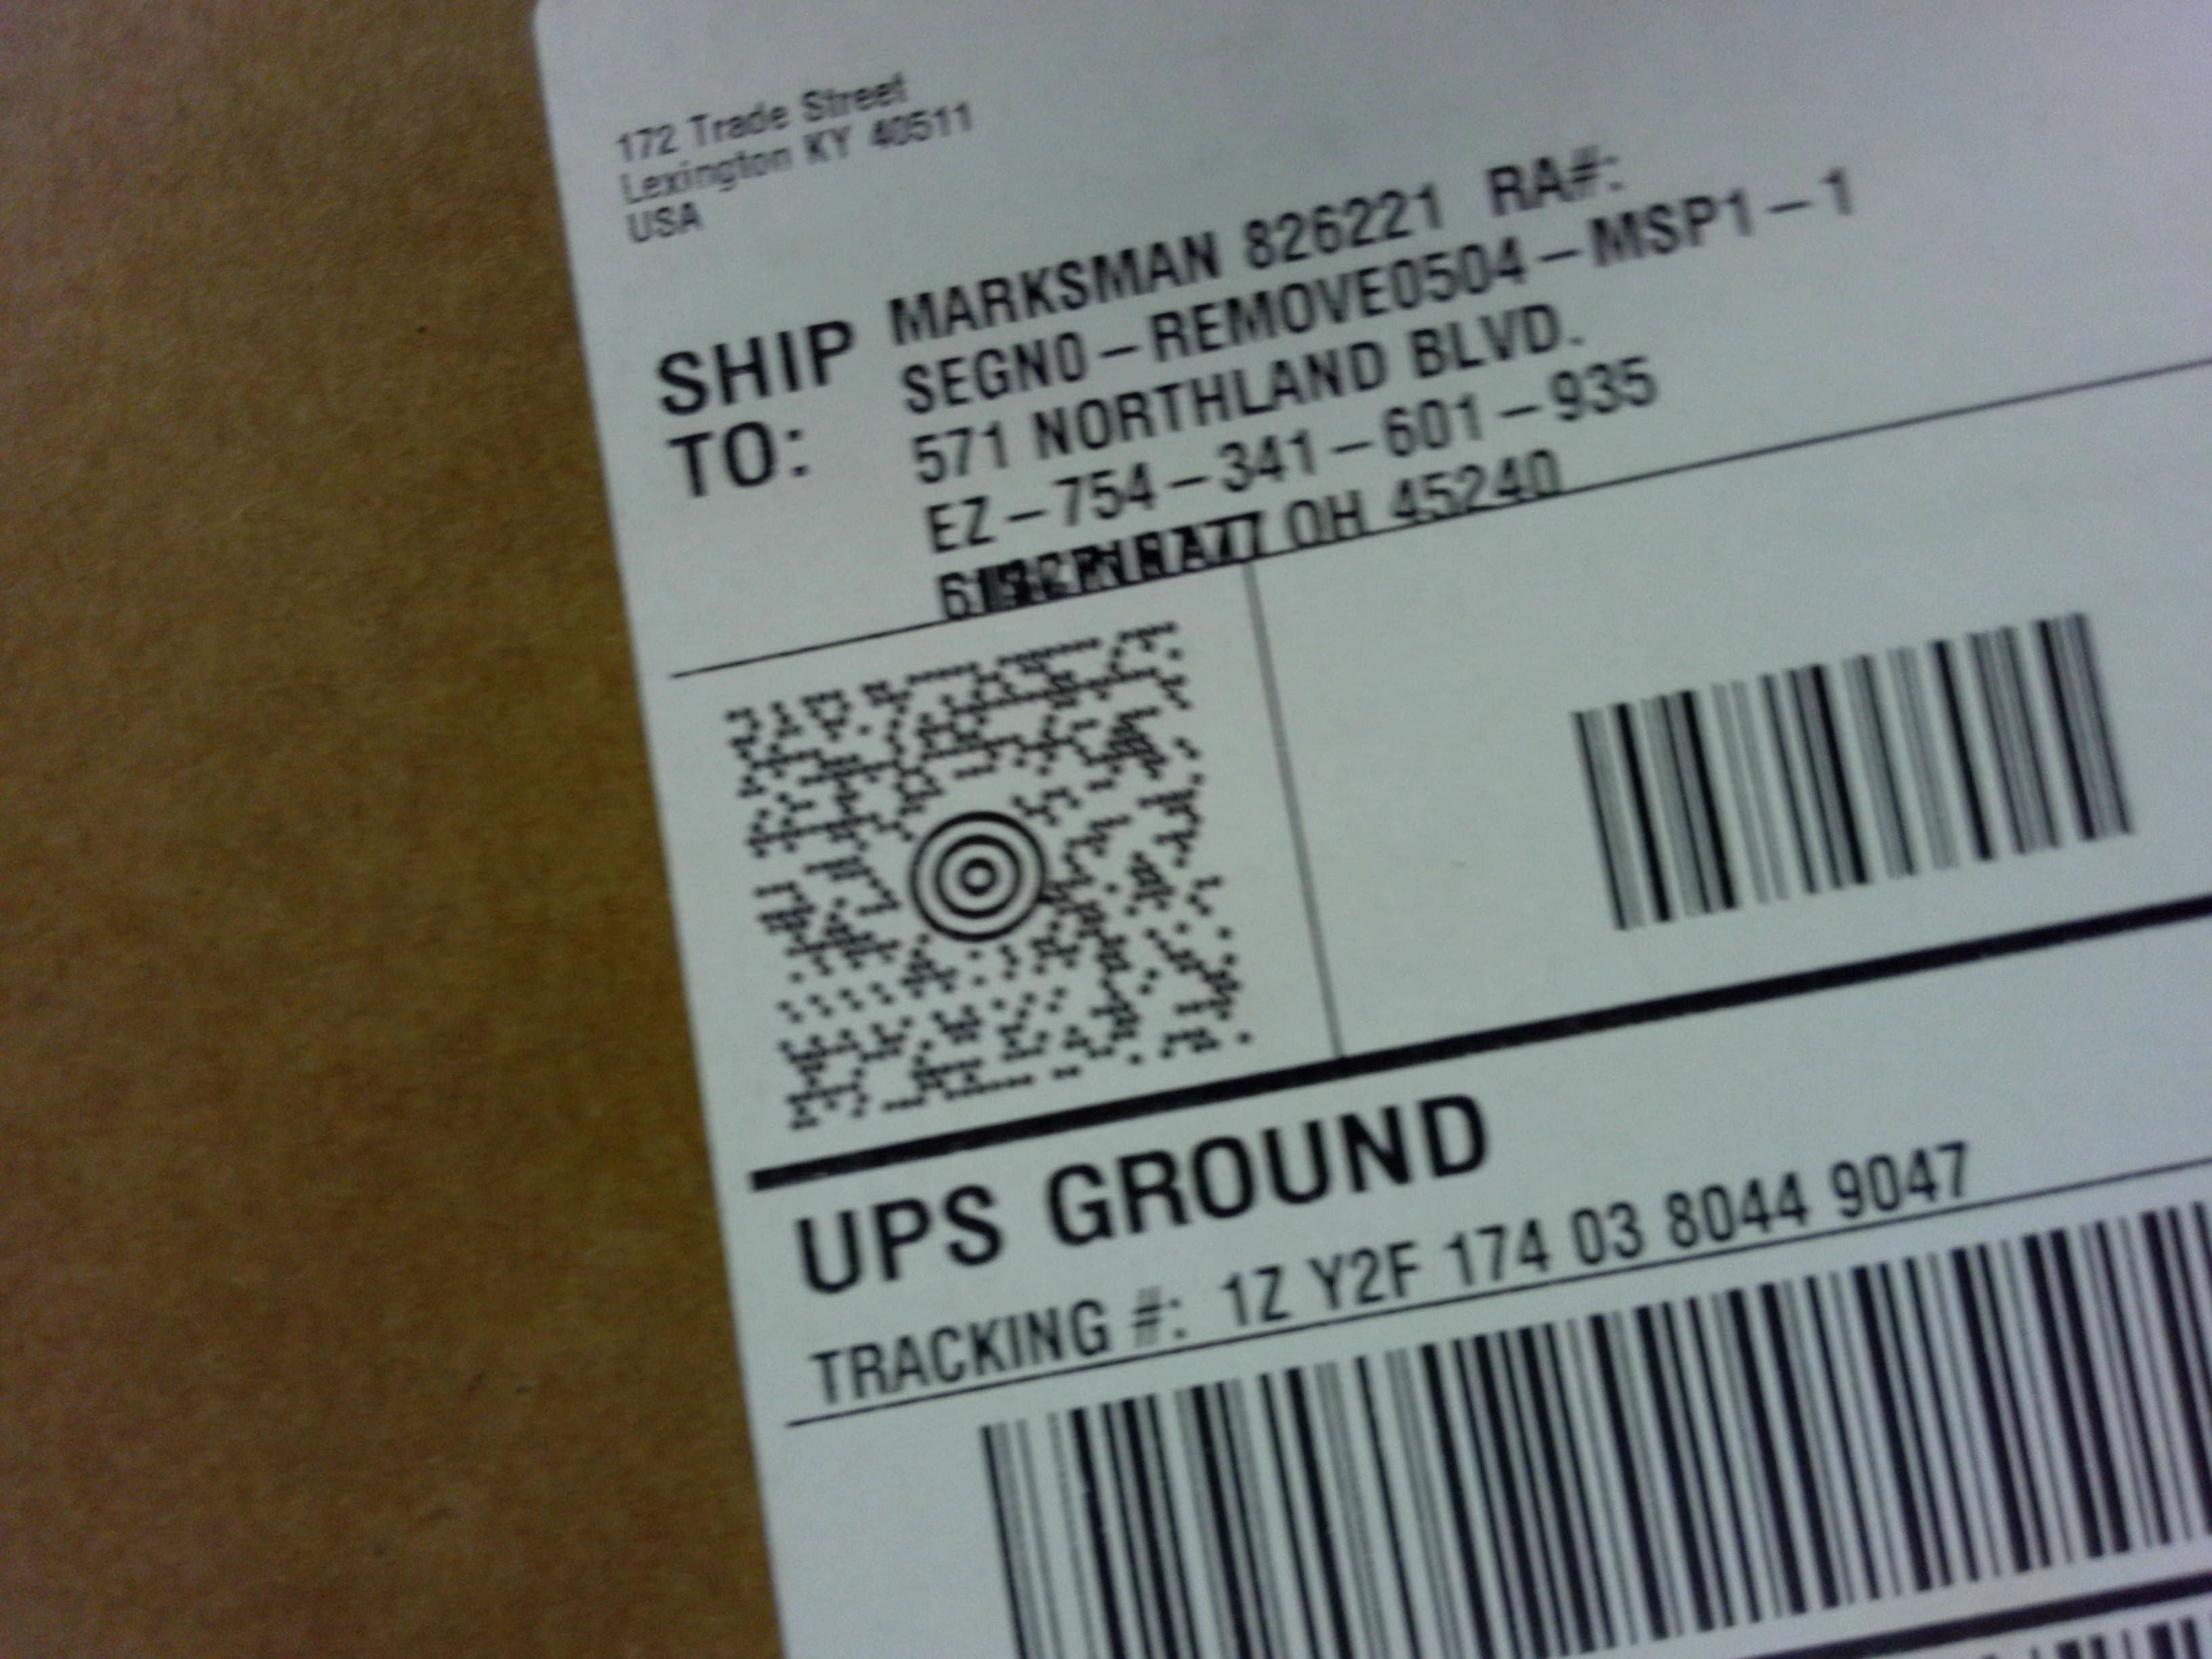 172 Trade Street
Lexington KY 40511
USA
SHIP TO:
MARKSMAN 826221 RA#:
SEGN0-REMOVE0504-MSP1-1
571 NORTHLAND BLVD.
EZ-754-341-601-935
OH 45240
UPS GROUND
TRACKING #: 1Z Y2F 174 03 8044 9047